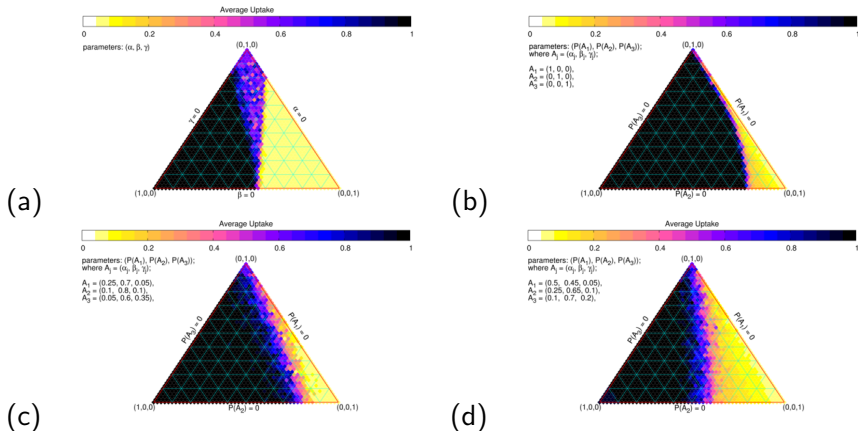 Average Uptake
0 0.2 0.4 0.6 0.8 1
parameters: (α, β, γ)
(0,1,0)
γ = 0
α = 0
(1,0,0)
β = 0
(0,0,1)
(a)
Average Uptake
0 0.2 0.4 0.6 0.8 1
parameters: (P(A₁), P(A₂), P(A₃));
where Aⱼ = (αⱼ, βⱼ, γⱼ);
A₁ = (1, 0, 0);
A₂ = (0, 1, 0);
A₃ = (0, 0, 1),
(0,1,0)
P(A₃) = 0
P(A₁) = 0
(1,0,0)
P(A₂) = 0
(0,0,1)
(b)
Average Uptake
0 0.2 0.4 0.6 0.8 1
parameters: (P(A₁), P(A₂), P(A₃));
where Aⱼ = (αⱼ, βⱼ, γⱼ);
A₁ = (0.25, 0.7, 0.05);
A₂ = (0.1, 0.8, 0.1),
A₃ = (0.05, 0.6, 0.35),
(0,1,0)
P(A₃) = 0
P(A₁) = 0
(1,0,0)
P(A₂) = 0
(0,0,1)
(c)
Average Uptake
0 0.2 0.4 0.6 0.8 1
parameters: (P(A₁), P(A₂), P(A₃));
where Aⱼ = (αⱼ, βⱼ, γⱼ);
A₁ = (0.5, 0.45, 0.05);
A₂ = (0.25, 0.65, 0.1),
A₃ = (0.1, 0.7, 0.2),
(0,1,0)
P(A₃) = 0
P(A₁) = 0
(1,0,0)
P(A₂) = 0
(0,0,1)
(d)